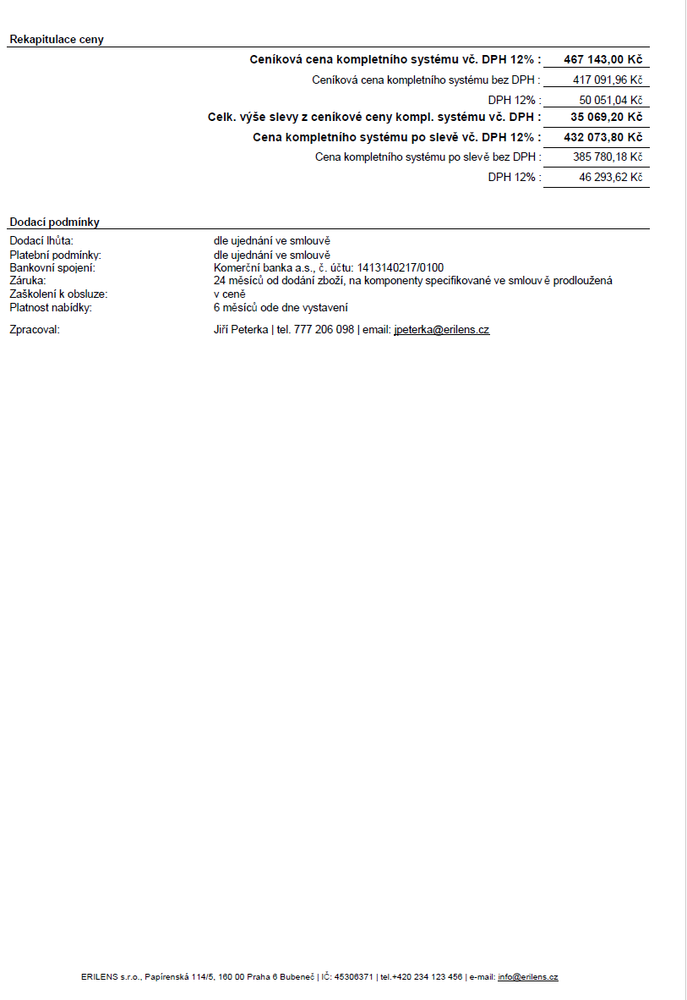 Rekapitulace ceny
Ceníková cena kompletního systému vč. DPH 12% : 467 143,00 Kč
Ceníková cena kompletního systému bez DPH : 417 091,96 Kč
DPH 12% : 50 051,04 Kč
Celk. výše slevy z ceníkové ceny kompl. systému vč. DPH : 35 069,20 Kč
Cena kompletního systému po slevě vč. DPH 12% : 432 073,80 Kč
Cena kompletního systému po slevě bez DPH : 385 780,18 Kč
DPH 12% : 46 293,62 Kč
Dodací podmínky
Dodací lhůta: dle ujednání ve smlouvě
Platební podmínky: dle ujednání ve smlouvě
Bankovní spojení: Komerční banka a.s., č. účtu: 1413140217/0100
Záruka: 24 měsíců od dodání zboží, na komponenty specifikované ve smlouvě prodloužená
Zaškolení k obsluze: v ceně
Platnost nabídky: 6 měsíců ode dne vystavení
Zpracoval: Jiří Peterka | tel. 777 206 098 | email: jpeterka@erilens.cz
ERILENS s.r.o., Papírenská 114/5, 160 00 Praha 6 Bubeneč | IČ: 45306371 | tel.+420 234 123 456 | e-mail: info@erilens.cz